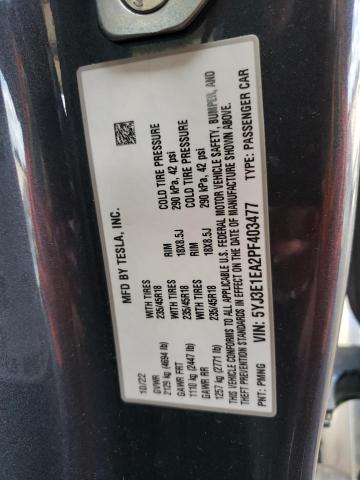 MFD BY TESLA, INC.
10/22
GVWR
2129 kg (4694 lb)
GAWR FRT
1110 kg (2447 lb)
WITH TIRES
235/45R18
RIM
18X8.5J
COLD TIRE PRESSURE
290 kPa, 42 psi
GAWR RR
1257 kg (2771 lb)
WITH TIRES
235/45R18
RIM
18X8.5J
COLD TIRE PRESSURE
290 kPa, 42 psi
THIS VEHICLE CONFORMS TO ALL APPLICABLE U.S. FEDERAL MOTOR VEHICLE SAFETY, BUMPER, AND
THEFT PREVENTION STANDARDS IN EFFECT ON THE DATE OF MANUFACTURE SHOWN ABOVE.
VIN: 5YJ3E1EA2PF403477
TYPE: PASSENGER CAR
PNT: PMNG